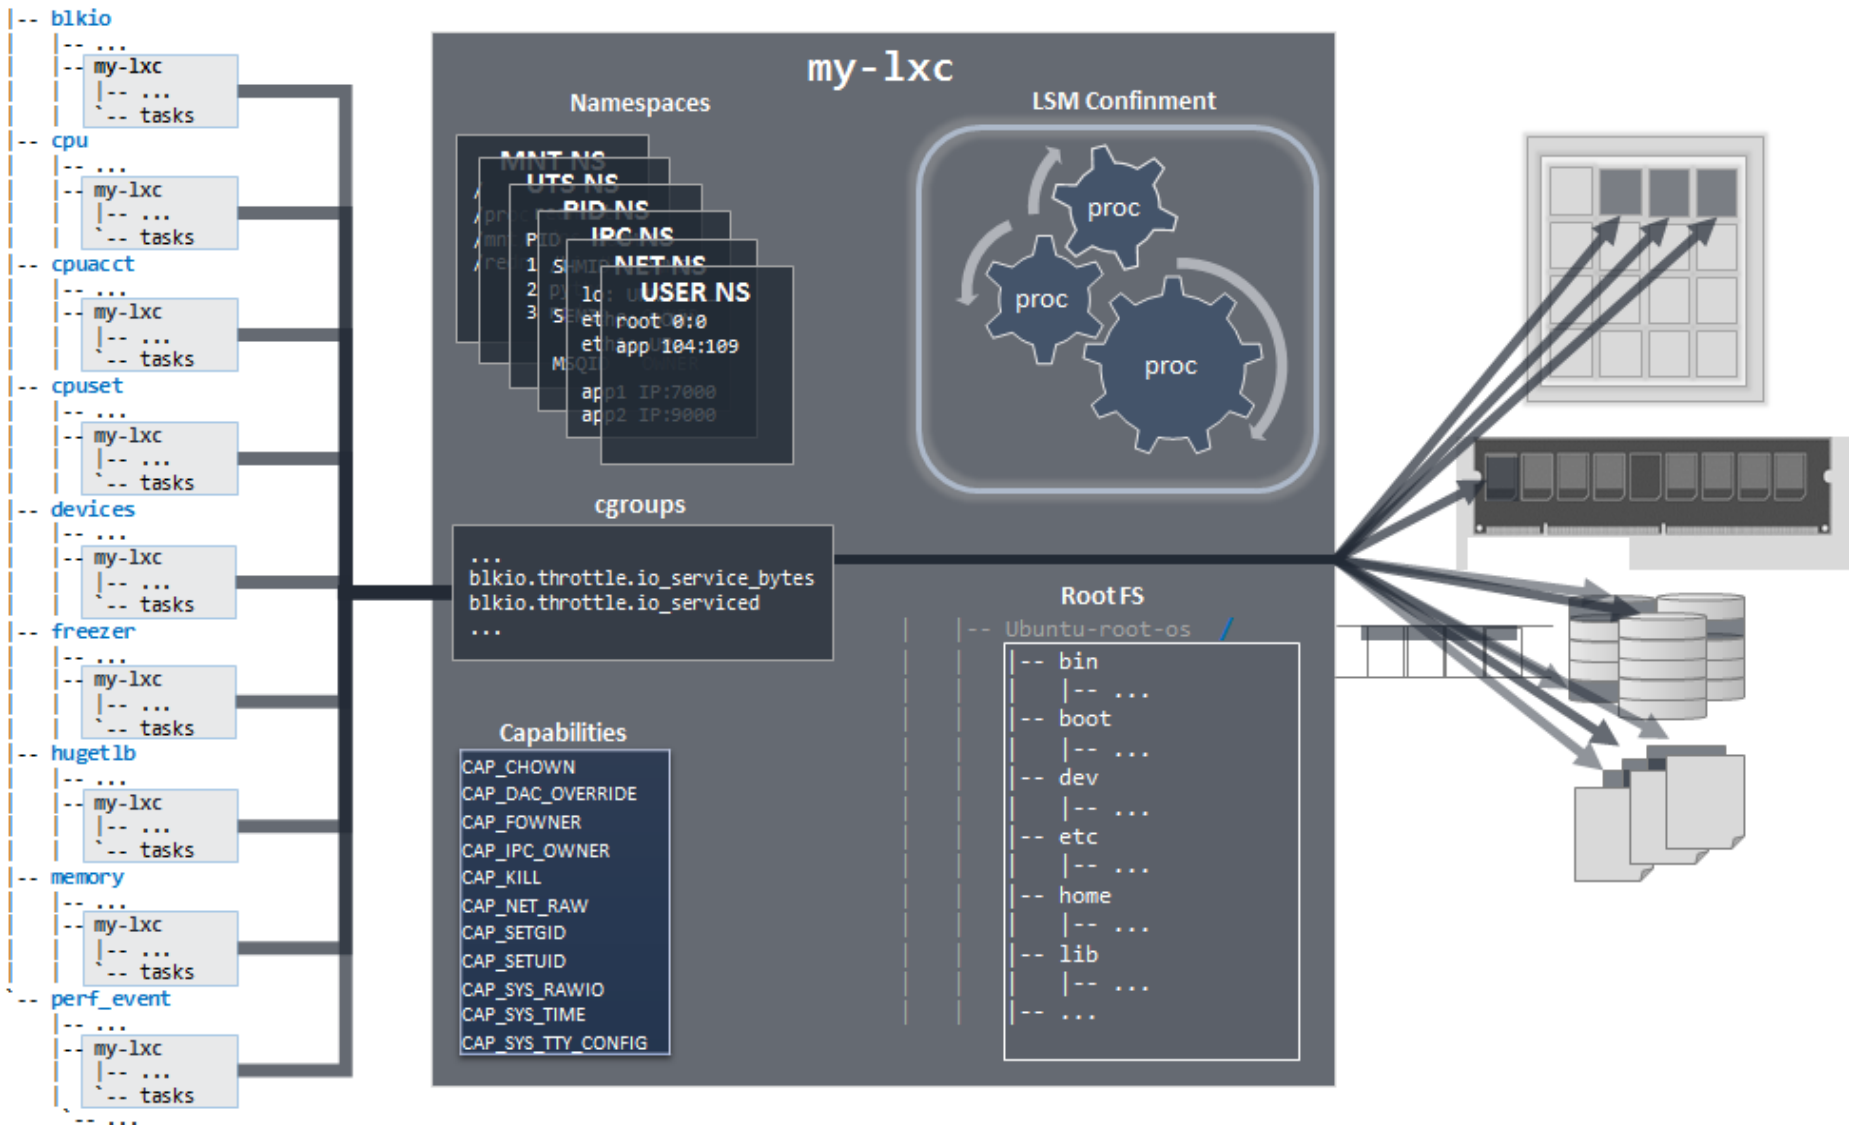 |-- blkio
|   |-- ...
|   |-- my-lxc
|   |   |-- ...
|   |   `-- tasks
|-- cpu
|   |-- ...
|   |-- my-lxc
|   |   |-- ...
|   |   `-- tasks
|-- cpuacct
|   |-- ...
|   |-- my-lxc
|   |   |-- ...
|   |   `-- tasks
|-- cpuset
|   |-- ...
|   |-- my-lxc
|   |   |-- ...
|   |   `-- tasks
|-- devices
|   |-- ...
|   |-- my-lxc
|   |   |-- ...
|   |   `-- tasks
|-- freezer
|   |-- ...
|   |-- my-lxc
|   |   |-- ...
|   |   `-- tasks
|-- hugetlb
|   |-- ...
|   |-- my-lxc
|   |   |-- ...
|   |   `-- tasks
|-- memory
|   |-- ...
|   |-- my-lxc
|   |   |-- ...
|   |   `-- tasks
`-- perf_event
    |-- ...
    |-- my-lxc
    |   |-- ...
    |   `-- tasks
    `-- ...
my-lxc
Namespaces
MNT NS
UTS NS
PID NS
IPC NS
NET NS
USER NS
root 0:0
app 104:109
app1 IP:7000
app2 IP:9000
LSM Confinment
proc
proc
proc
cgroups
...
blkio.throttle.io_service_bytes
blkio.throttle.io_serviced
...
Capabilities
CAP_CHOWN
CAP_DAC_OVERRIDE
CAP_FOWNER
CAP_IPC_OWNER
CAP_KILL
CAP_NET_RAW
CAP_SETGID
CAP_SETUID
CAP_SYS_RAWIO
CAP_SYS_TIME
CAP_SYS_TTY_CONFIG
Root FS
|   |-- Ubuntu-root-os /
|   |   |-- bin
|   |   |   |-- ...
|   |   |-- boot
|   |   |   |-- ...
|   |   |-- dev
|   |   |   |-- ...
|   |   |-- etc
|   |   |   |-- ...
|   |   |-- home
|   |   |   |-- ...
|   |   |-- lib
|   |   |   |-- ...
|   |   |-- ...